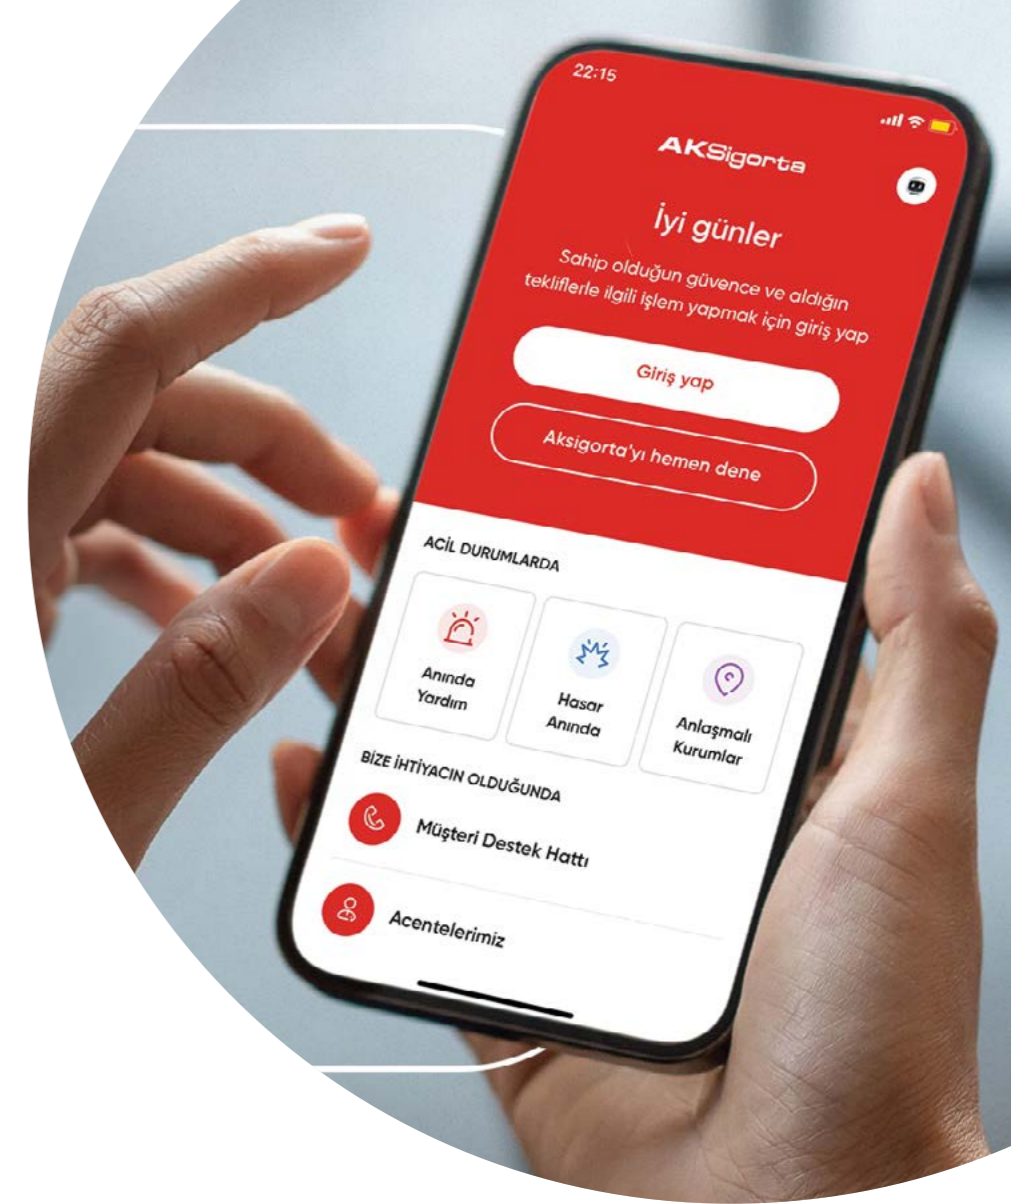 22:15
AKSigorta
İyi günler
Sahip olduğun güvence ve aldığın
tekliflerle ilgili işlem yapmak için giriş yap
Giriş yap
Aksigorta'yı hemen dene
ACİL DURUMLARDA
Anında
Yardım
Hasar
Anında
Anlaşmalı
Kurumlar
BİZE İHTİYACIN OLDUĞUNDA
Müşteri Destek Hattı
Acentelerimiz